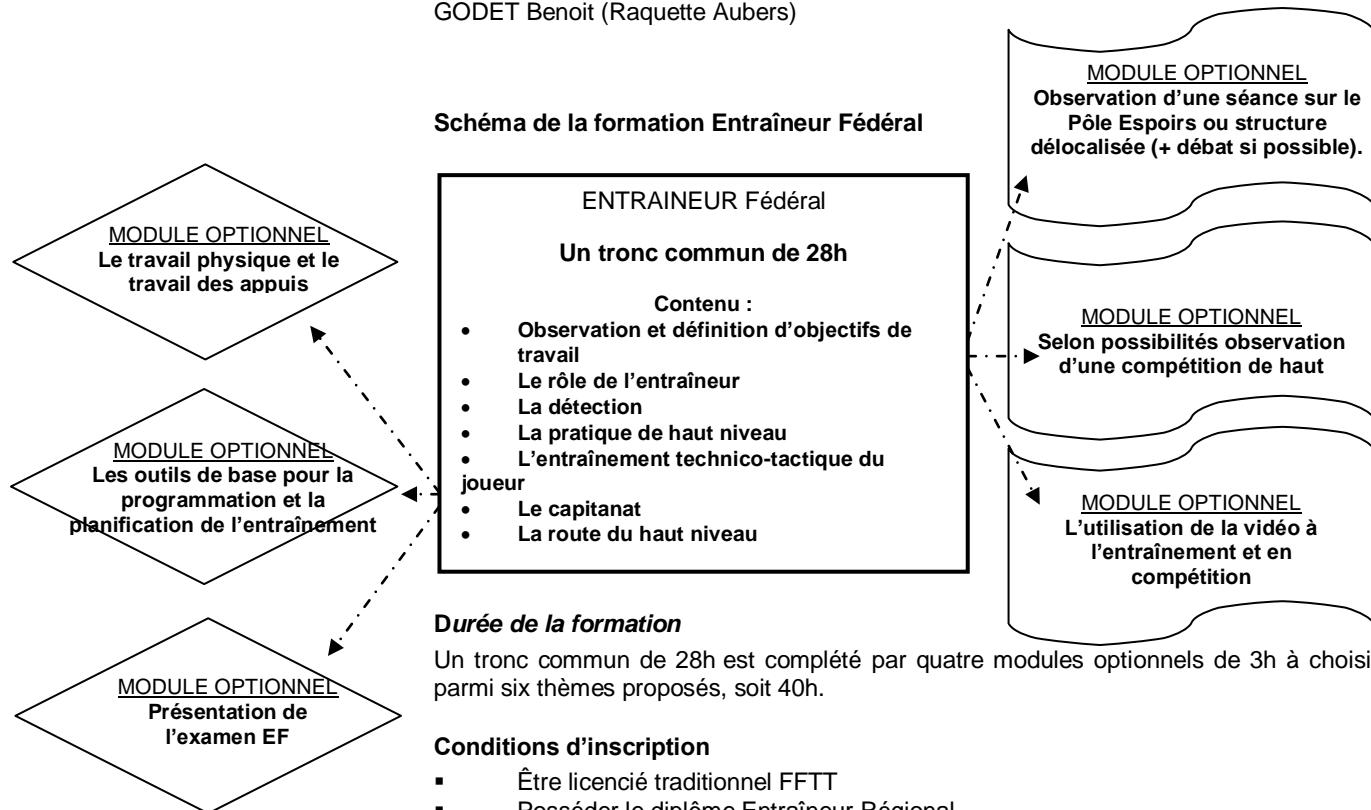 GODET Benoit (Raquette Aubers)
Schéma de la formation Entraîneur Fédéral
MODULE OPTIONNEL
Le travail physique et le
travail des appuis
MODULE OPTIONNEL
Les outils de base pour la
programmation et la
planification de l'entraînement
MODULE OPTIONNEL
Présentation de
l'examen EF
ENTRAINEUR Fédéral
Un tronc commun de 28h
Contenu :
• Observation et définition d'objectifs de
travail
• Le rôle de l'entraîneur
• La détection
• La pratique de haut niveau
• L'entraînement technico-tactique du
joueur
• Le capitanat
• La route du haut niveau
MODULE OPTIONNEL
Observation d'une séance sur le
Pôle Espoirs ou structure
délocalisée (+ débat si possible).
MODULE OPTIONNEL
Selon possibilités observation
d'une compétition de haut
MODULE OPTIONNEL
L'utilisation de la vidéo à
l'entraînement et en
compétition
Durée de la formation
Un tronc commun de 28h est complété par quatre modules optionnels de 3h à choisi
parmi six thèmes proposés, soit 40h.
Conditions d'inscription
▪ Être licencié traditionnel FFTT
▪ Posséder le diplôme Entraîneur Régional